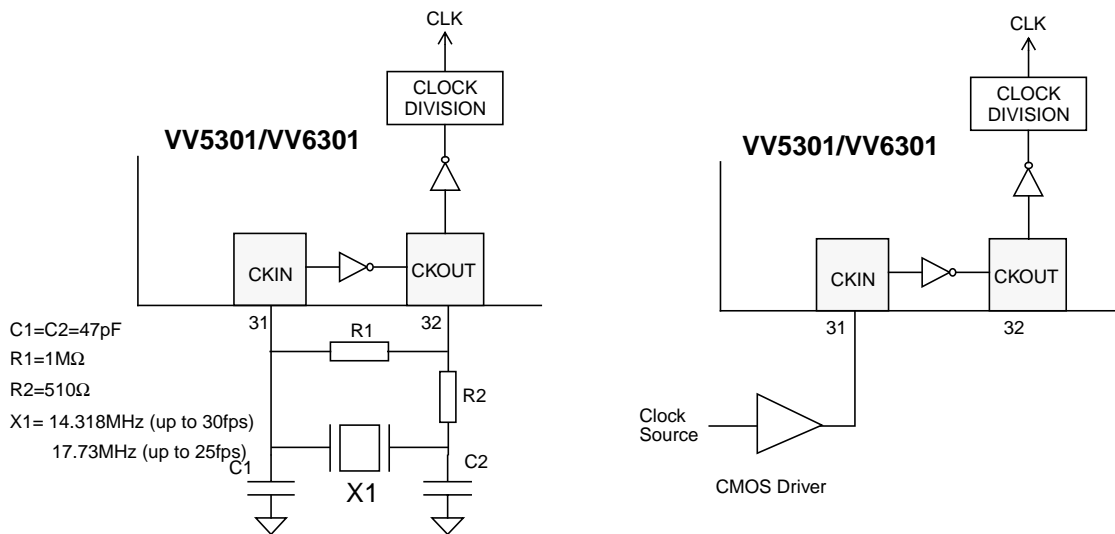 CLK
CLOCK
DIVISION
VV5301/VV6301
CKIN
CKOUT
31
32
C1=C2=47pF
R1=1MΩ
R2=510Ω
X1= 14.318MHz (up to 30fps)
17.73MHz (up to 25fps)
R1
R2
C1
C2
X1
CLK
CLOCK
DIVISION
VV5301/VV6301
CKIN
CKOUT
31
32
Clock
Source
CMOS Driver